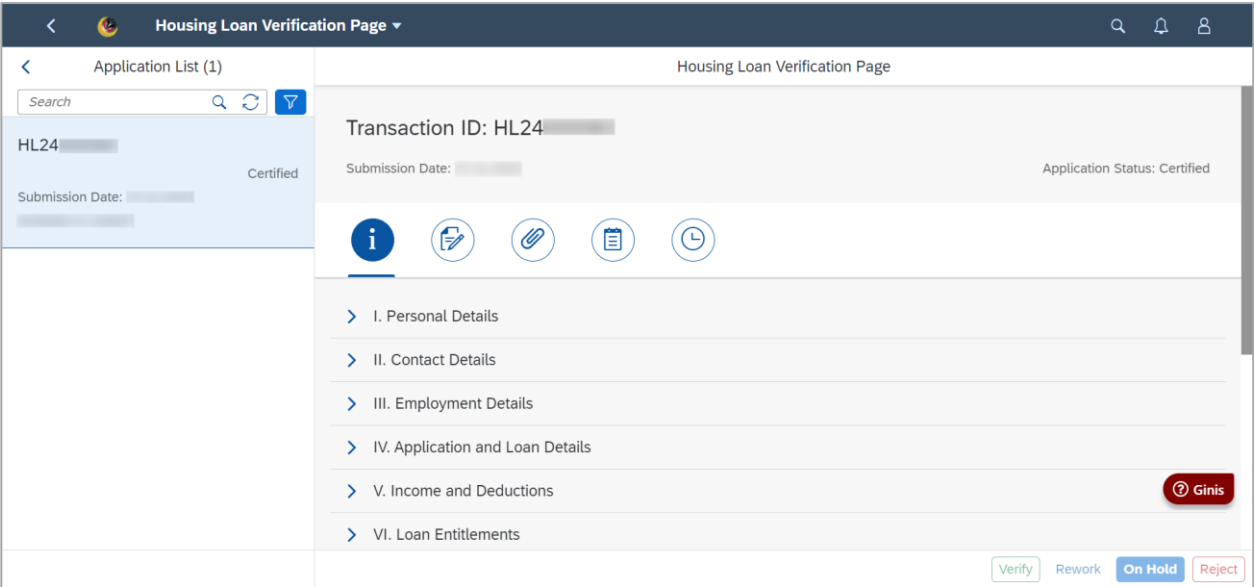 Housing Loan Verification Page
Application List (1)
Search
HL24
Certified
Submission Date:
Housing Loan Verification Page
Transaction ID: HL24
Submission Date:
Application Status: Certified
I. Personal Details
II. Contact Details
III. Employment Details
IV. Application and Loan Details
V. Income and Deductions
VI. Loan Entitlements
Ginis
Verify Rework On Hold Reject